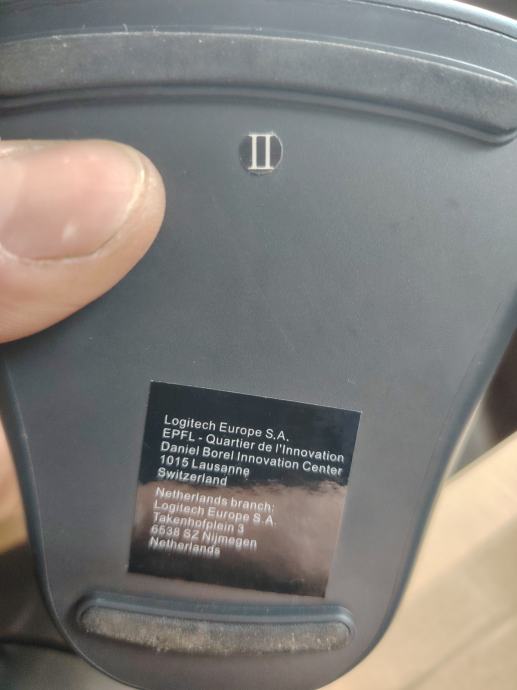 II
Logitech Europe S.A.
EPFL - Quartier de l'Innovation
Daniel Borel Innovation Center
1015 Lausanne
Switzerland
Netherlands branch:
Logitech Europe S.A.
Takenhofplein 3
6538 SZ Nijmegen
Netherlands